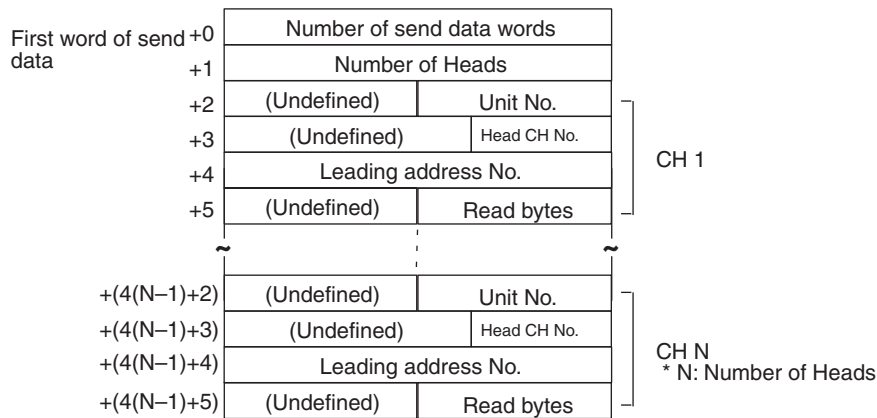 First word of send data
+0 Number of send data words
+1 Number of Heads
+2 (Undefined) Unit No.
+3 (Undefined) Head CH No.
+4 Leading address No.
+5 (Undefined) Read bytes
CH 1
~ ~
+(4(N–1)+2) (Undefined) Unit No.
+(4(N–1)+3) (Undefined) Head CH No.
+(4(N–1)+4) Leading address No.
+(4(N–1)+5) (Undefined) Read bytes
CH N
* N: Number of Heads